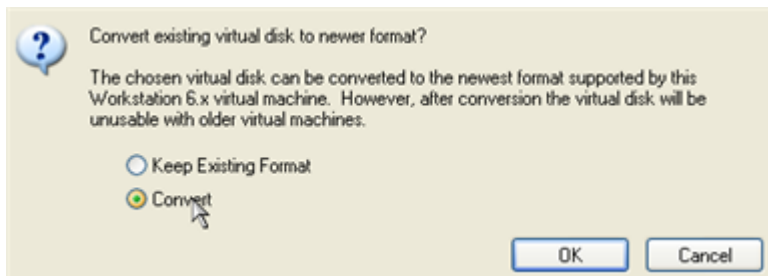 Convert existing virtual disk to newer format?
The chosen virtual disk can be converted to the newest format supported by this
Workstation 6.x virtual machine.  However, after conversion the virtual disk will be
unusable with older virtual machines.
Keep Existing Format
Convert
OK Cancel